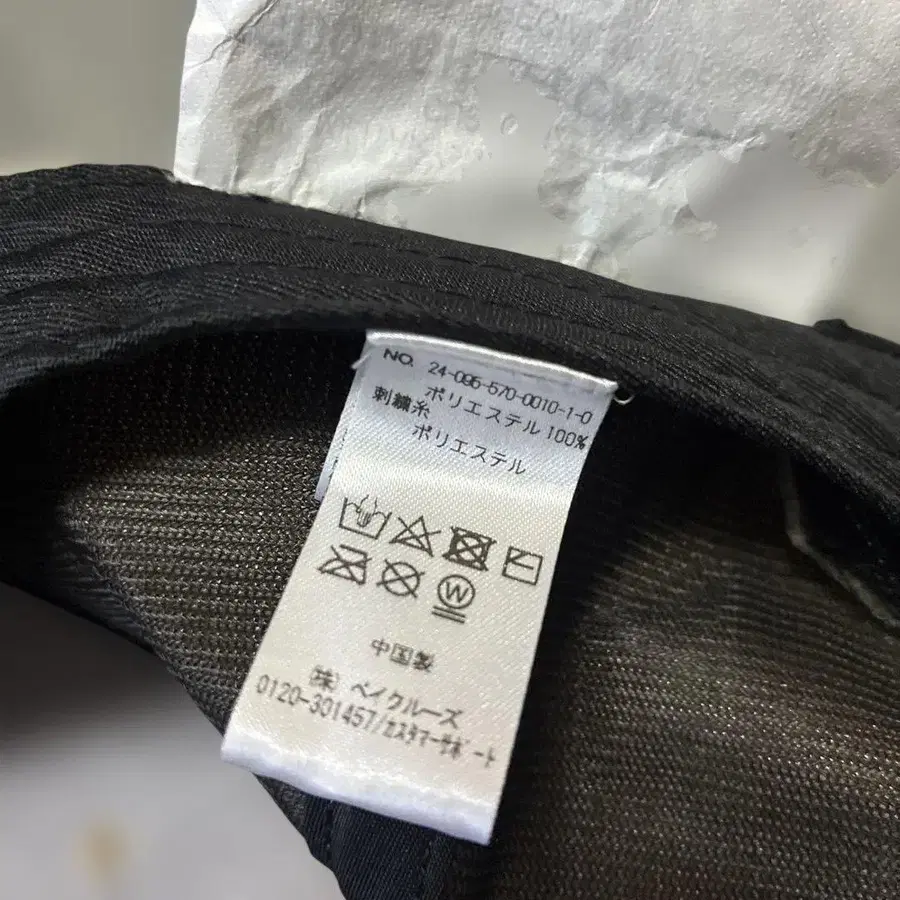 NO. 24-095-570-0010-1-0
ポリエステル 100%
刺繍糸
ポリエステル
W
中国製
(株) ベイクルーズ
0120-301457/カスタマーサポート